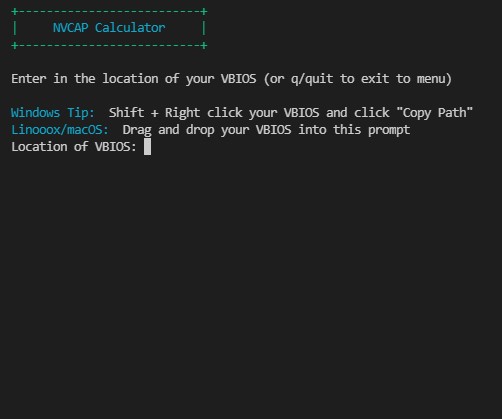 +--------------------------+
|     NVCAP Calculator     |
+--------------------------+
Enter in the location of your VBIOS (or q/quit to exit to menu)
Windows Tip:  Shift + Right click your VBIOS and click "Copy Path"
Linooox/macOS:  Drag and drop your VBIOS into this prompt
Location of VBIOS: